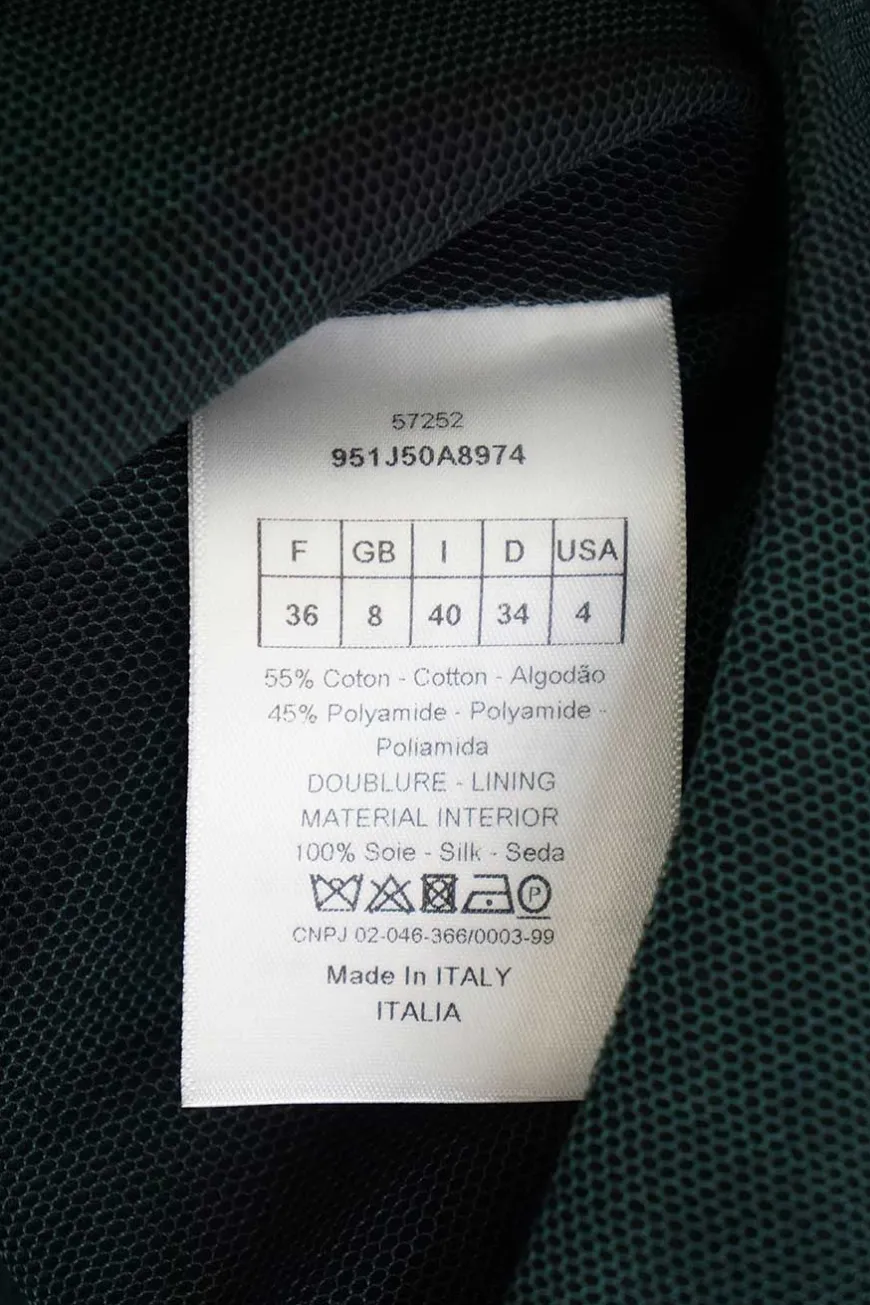 57252
951J50A8974
F GB I D USA
36 8 40 34 4
55% Coton - Cotton - Algodão
45% Polyamide - Polyamide -
Poliamida
DOUBLURE - LINING
MATERIAL INTERIOR
100% Soie - Silk - Seda
P
CNPJ 02-046-366/0003-99
Made In ITALY
ITALIA